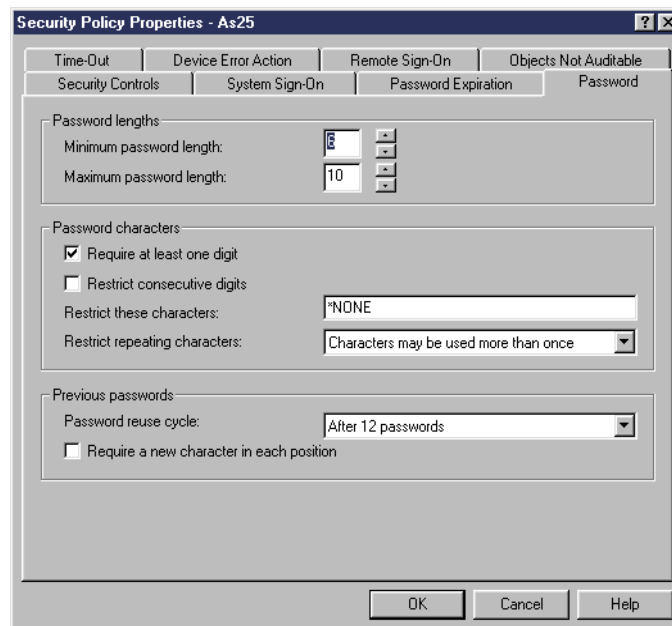 Security Policy Properties - As25
Time-Out Device Error Action Remote Sign-On Objects Not Auditable
Security Controls System Sign-On Password Expiration Password
Password lengths
Minimum password length: 6
Maximum password length: 10
Password characters
Require at least one digit
Restrict consecutive digits
Restrict these characters: *NONE
Restrict repeating characters: Characters may be used more than once
Previous passwords
Password reuse cycle: After 12 passwords
Require a new character in each position
OK Cancel Help